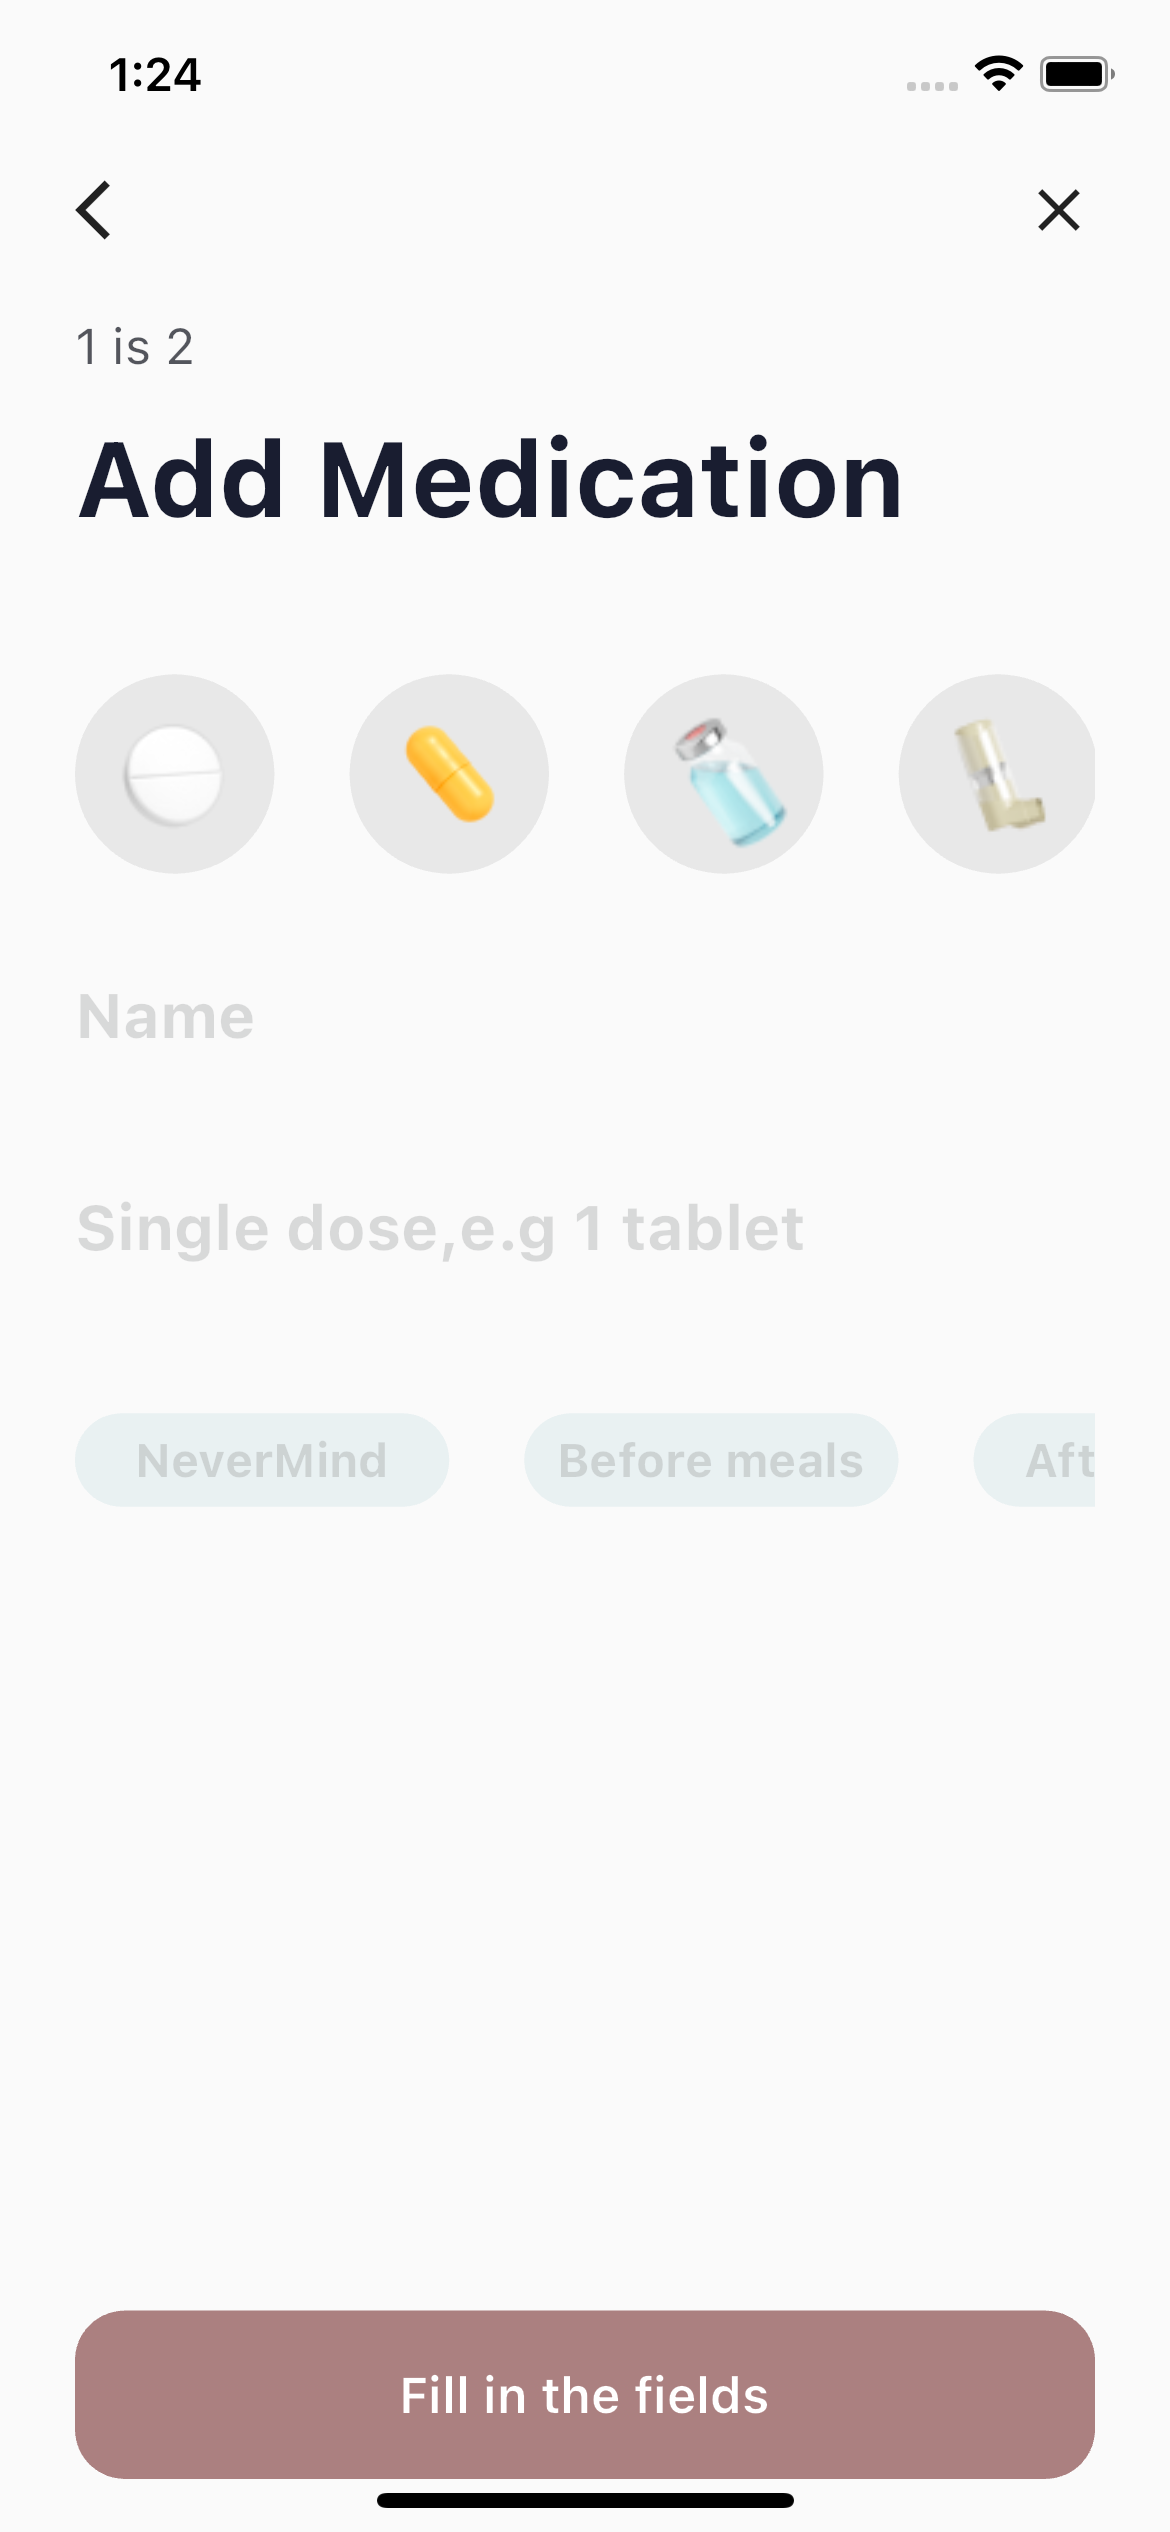 1:24
1 is 2
Add Medication
Name
Single dose,e.g 1 tablet
NeverMind Before meals Aft
Fill in the fields